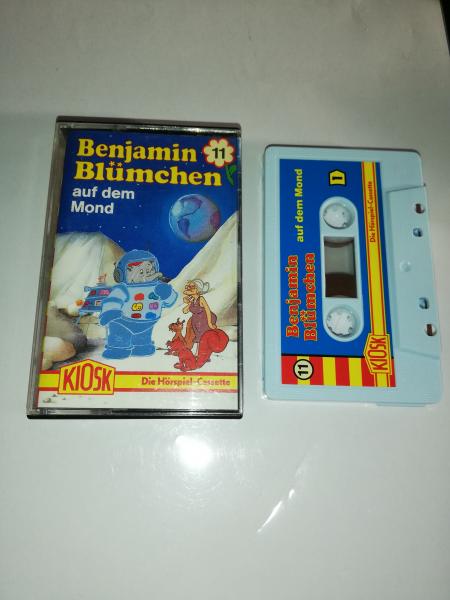 Benjamin
Blümchen
11
auf dem
Mond
KIOSK
Die Hörspiel-Cassette
Benjamin
Blümchen
auf dem Mond
11
KIOSK
Die Hörspiel-Cassette